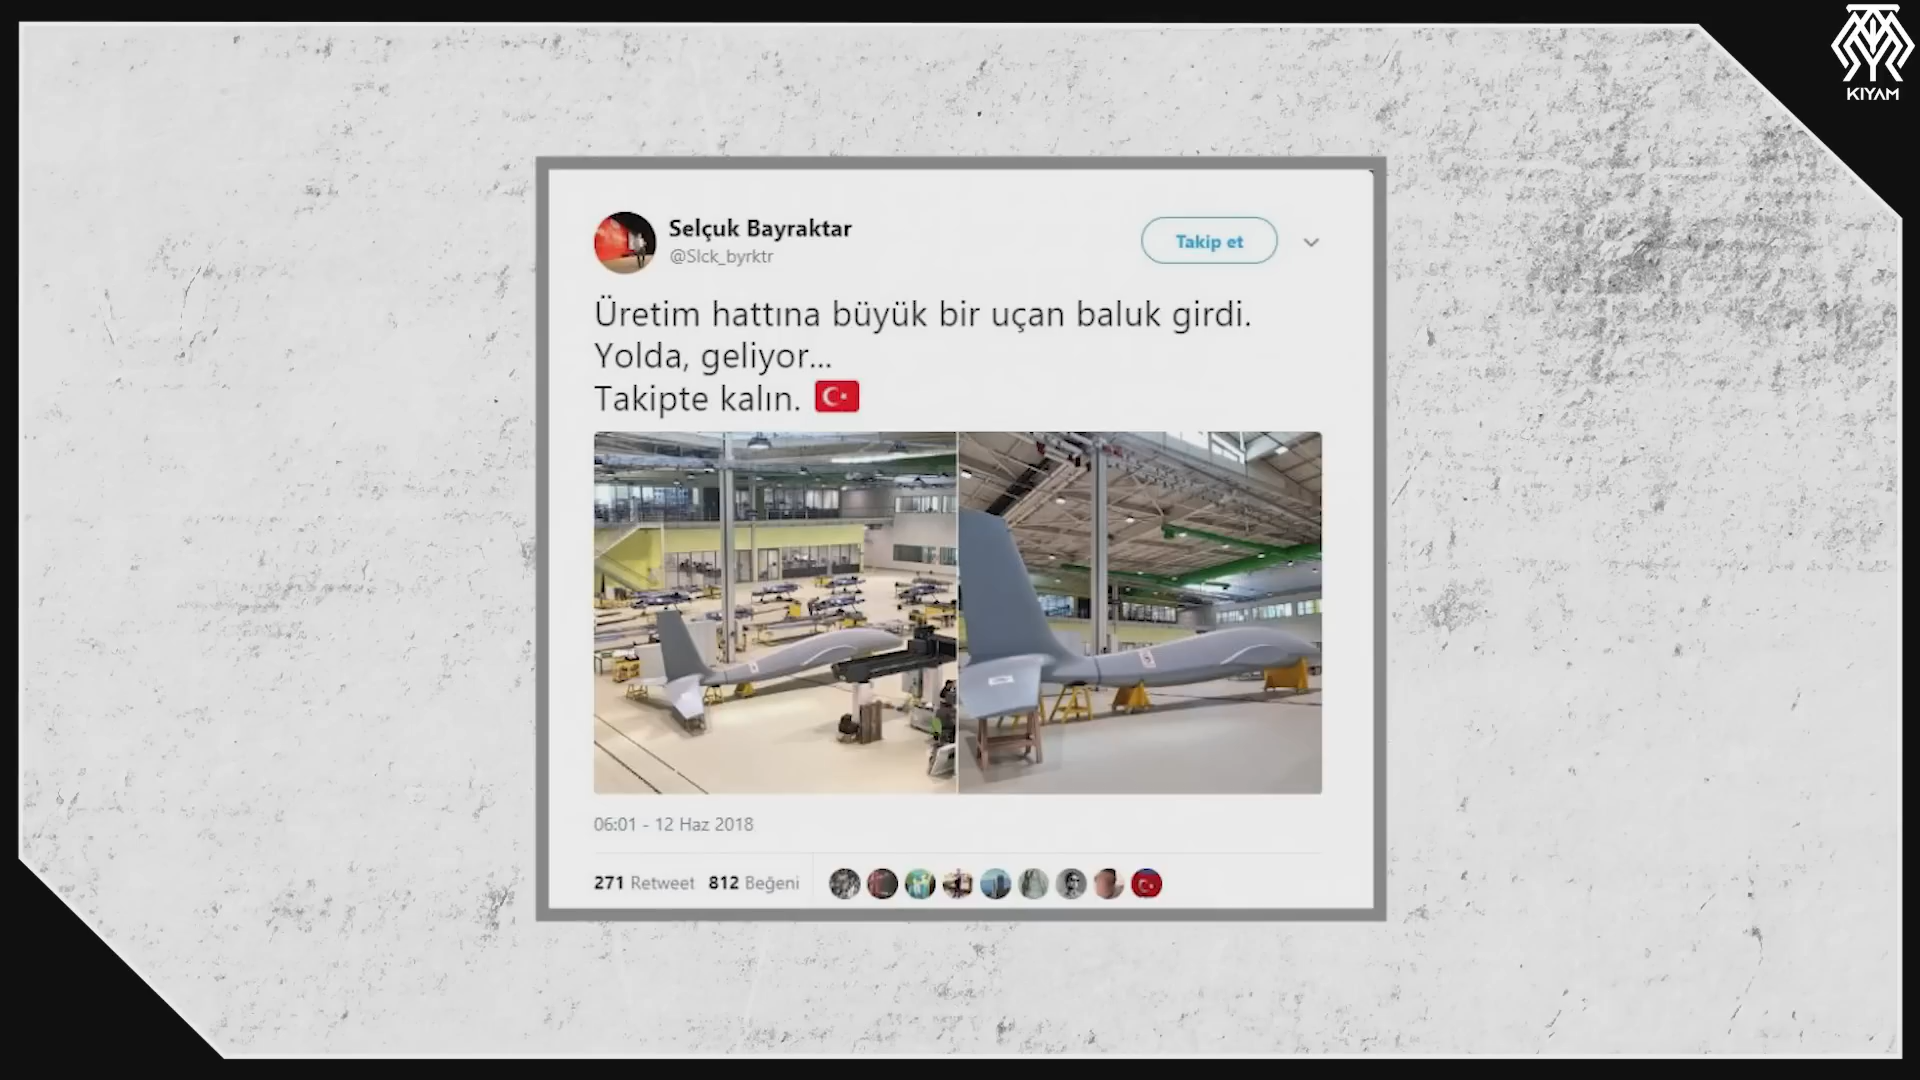 KIYAM
Selçuk Bayraktar
@Slck_byrktr
Takip et
Üretim hattına büyük bir uçan baluk girdi.
Yolda, geliyor...
Takipte kalın.
06:01 - 12 Haz 2018
271 Retweet 812 Beğeni